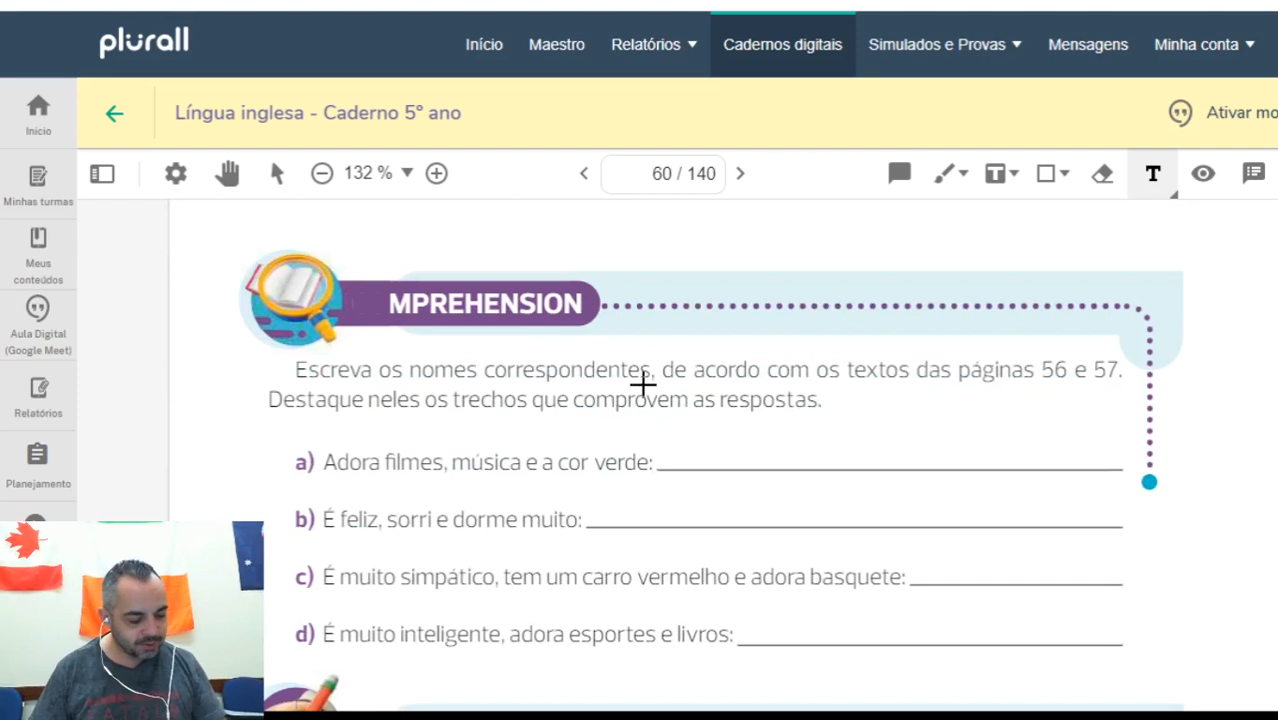 plurall
Início Maestro Relatórios Cadernos digitais Simulados e Provas Mensagens Minha conta
Língua inglesa - Caderno 5º ano
Ativar mo
Inicio
132 %
60 / 140
T
T
Minhas turmas
Meus
conteúdos
Aula Digital
(Google Meet)
Relatórios
Planejamento
MPREHENSION
Escreva os nomes correspondentes, de acordo com os textos das páginas 56 e 57.
Destaque neles os trechos que comprovem as respostas.
a) Adora filmes, música e a cor verde:
b) É feliz, sorri e dorme muito:
c) É muito simpático, tem um carro vermelho e adora basquete:
d) É muito inteligente, adora esportes e livros: